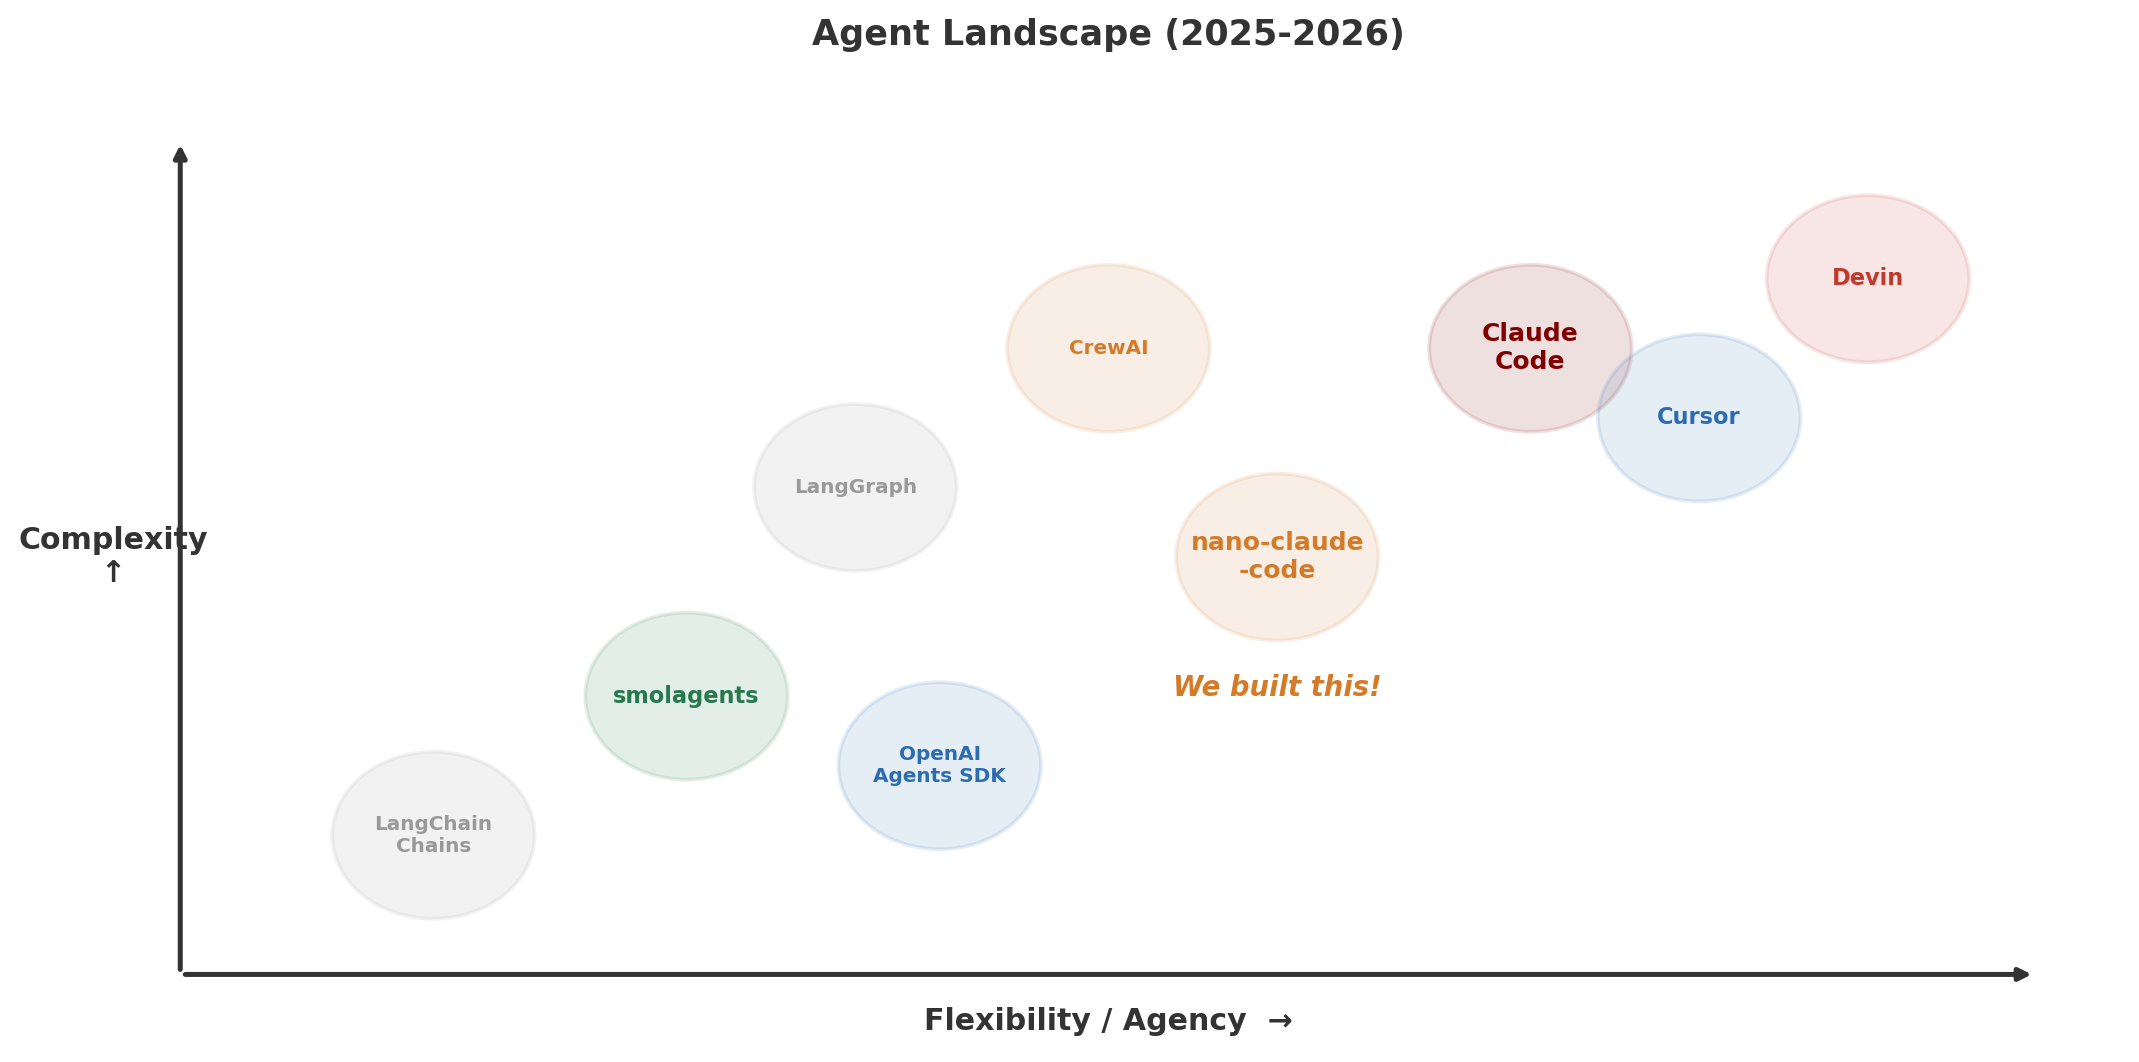 Agent Landscape (2025-2026)
Devin
Claude
Code
CrewAI
Cursor
LangGraph
nano-claude
-code
Complexity
↑
We built this!
smolagents
OpenAI
Agents SDK
LangChain
Chains
Flexibility / Agency →